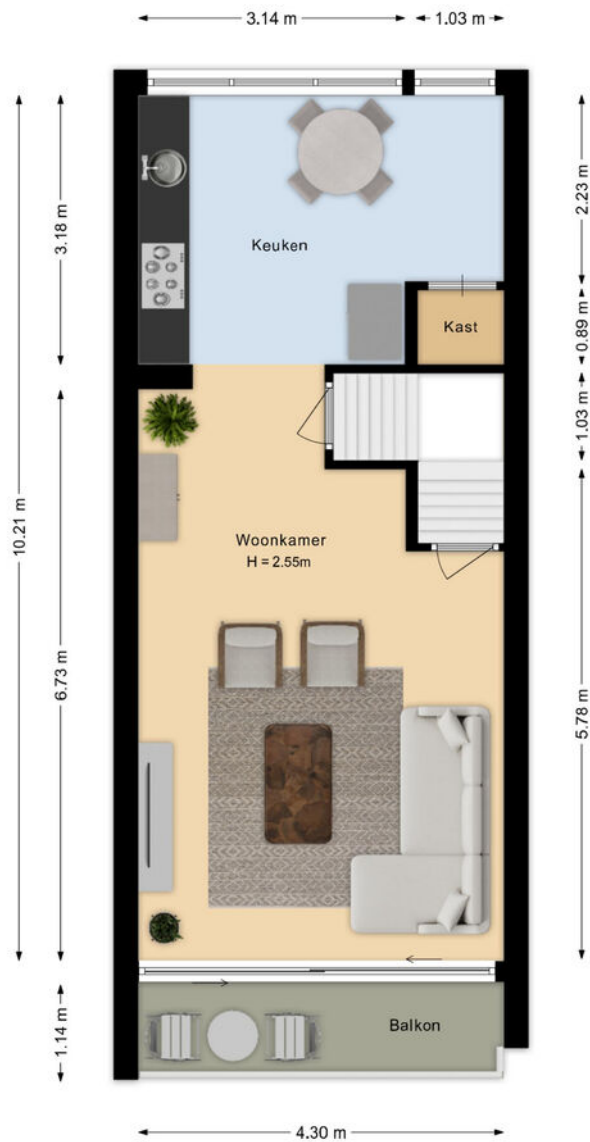 3.14 m
1.03 m
3.18 m
2.23 m
Keuken
0.89 m
Kast
1.03 m
10.21 m
6.73 m
Woonkamer
H = 2.55m
5.78 m
1.14 m
Balkon
4.30 m